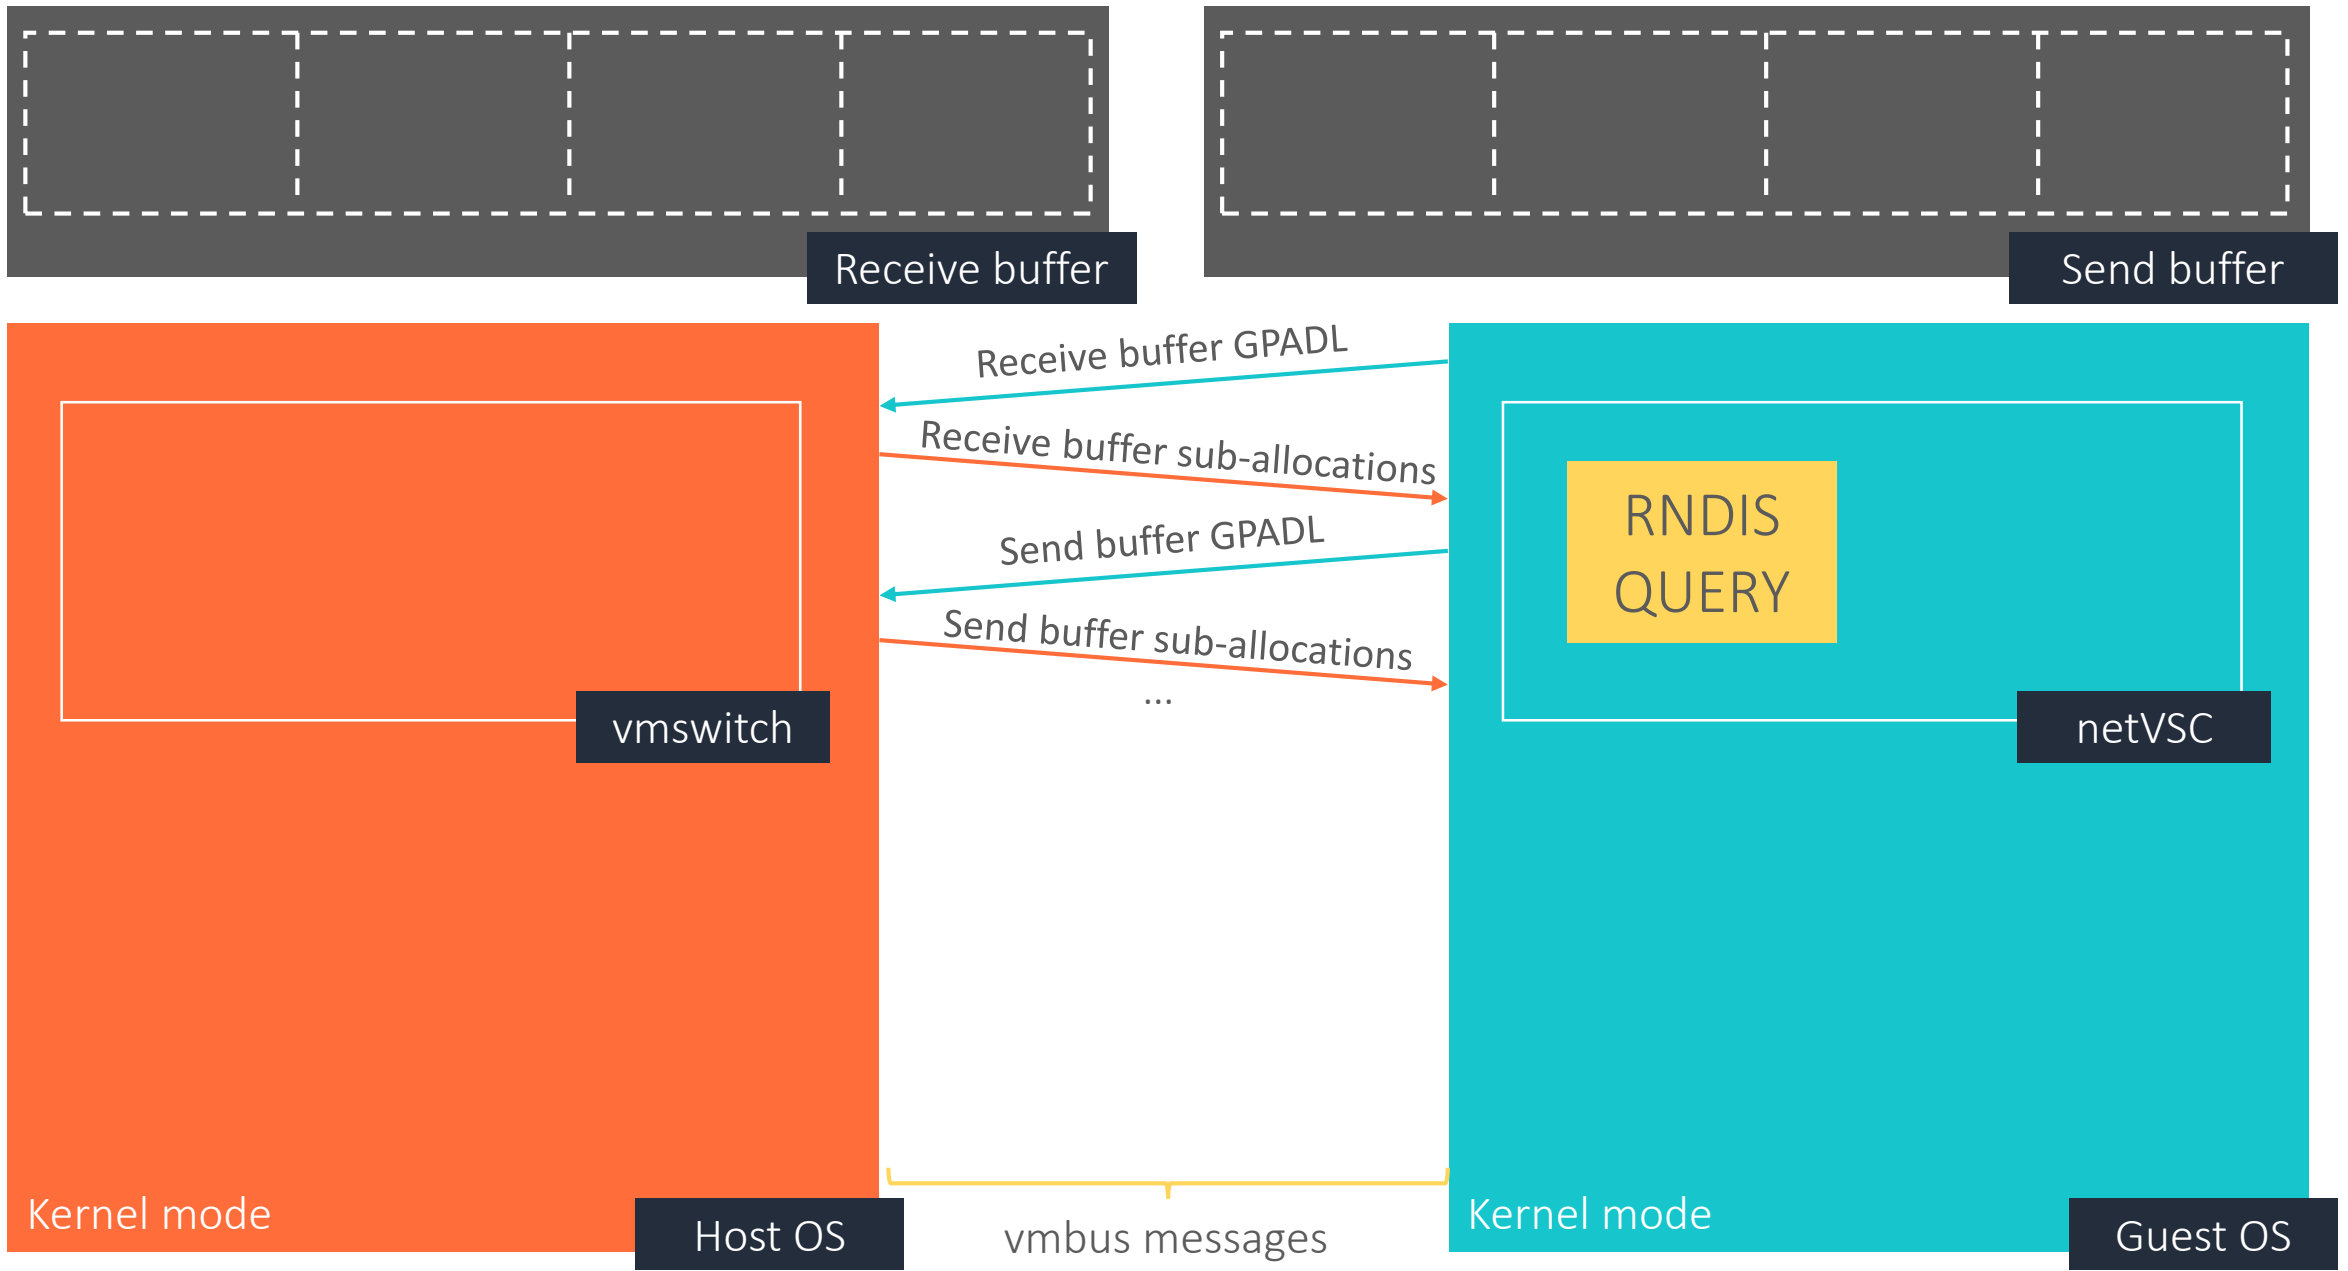 Receive buffer
Send buffer
Receive buffer GPADL
Receive buffer sub-allocations
Send buffer GPADL
Send buffer sub-allocations
...
RNDIS
QUERY
vmswitch
netVSC
Kernel mode
Host OS
vmbus messages
Kernel mode
Guest OS